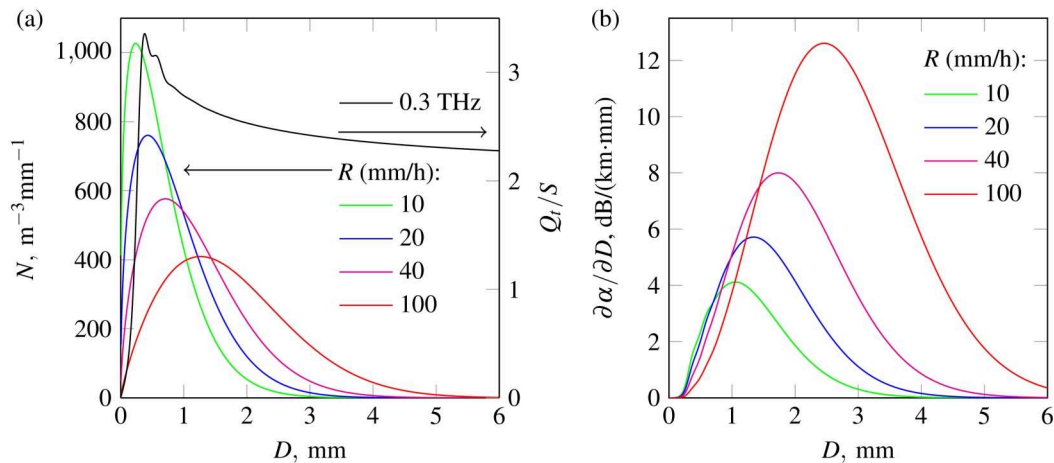 (a)
1,000
800
600
400
200
0
N, m−3mm−1
0 1 2 3 4 5 6
D, mm
3
2
1
0
Qt/S
0.3 THz
R (mm/h):
10
20
40
100
(b)
12
10
8
6
4
2
0
∂α/∂D, dB/(km·mm)
0 1 2 3 4 5 6
D, mm
R (mm/h):
10
20
40
100